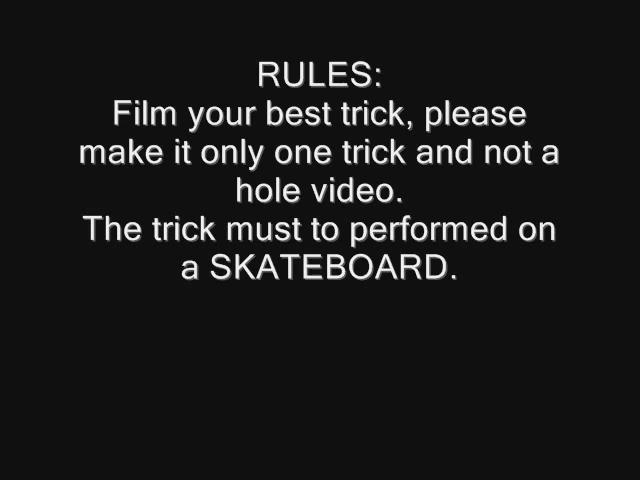 RULES:
Film your best trick, please
make it only one trick and not a
hole video.
The trick must to performed on
a SKATEBOARD.